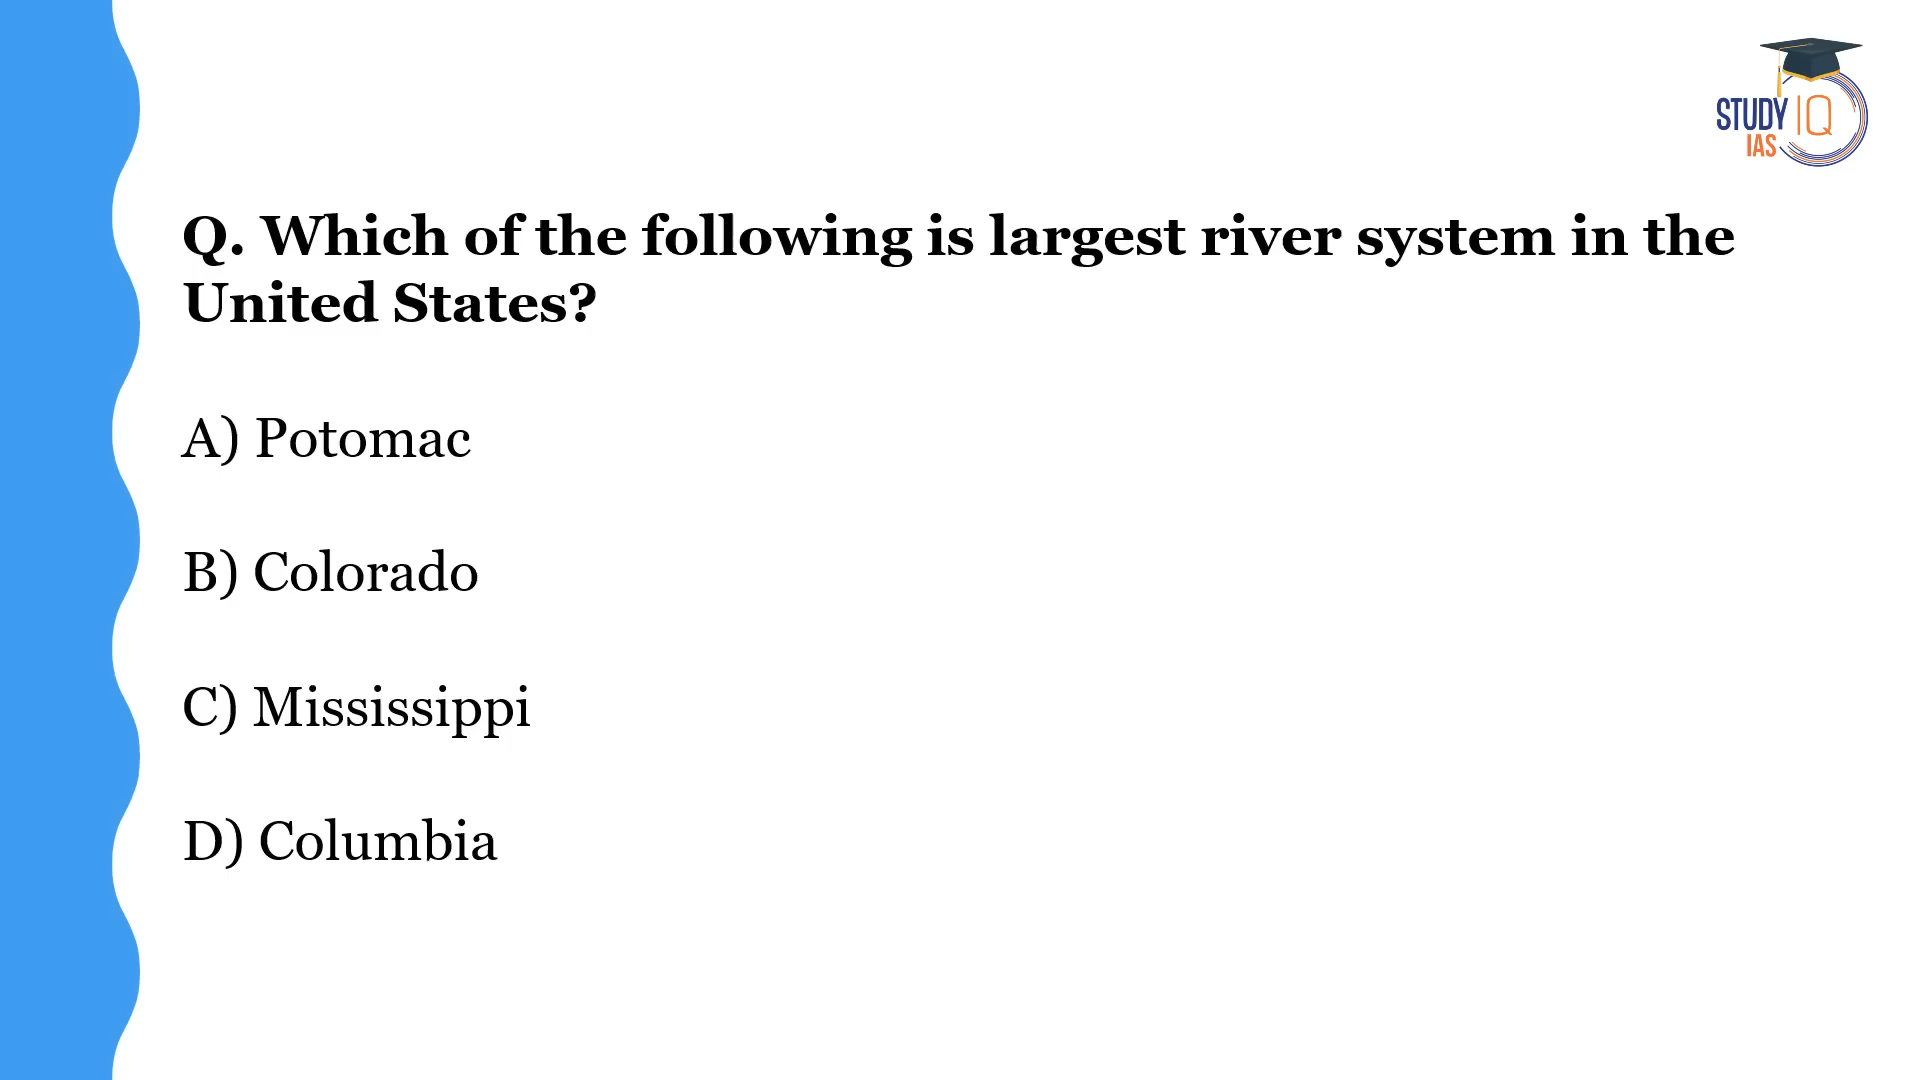 STUDY IQ
IAS
Q. Which of the following is largest river system in the
United States?
A) Potomac
B) Colorado
C) Mississippi
D) Columbia